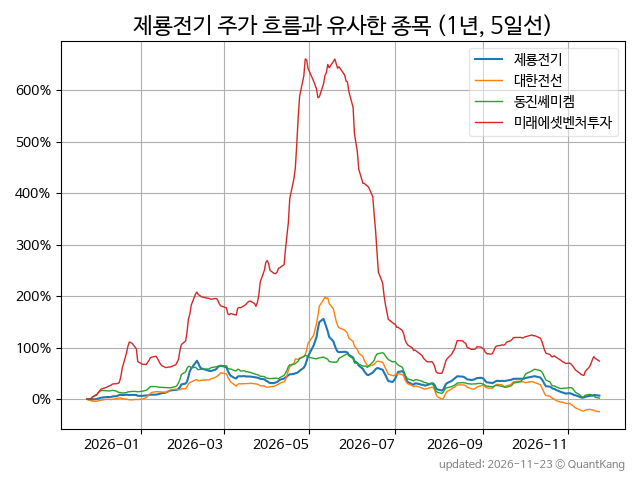 제룡전기 주가 흐름과 유사한 종목 (1년, 5일선)
제룡전기
대한전선
동진쎄미켐
미래에셋벤처투자
600%
500%
400%
300%
200%
100%
0%
2026-01 2026-03 2026-05 2026-07 2026-09 2026-11
updated: 2026-11-23 © QuantKang